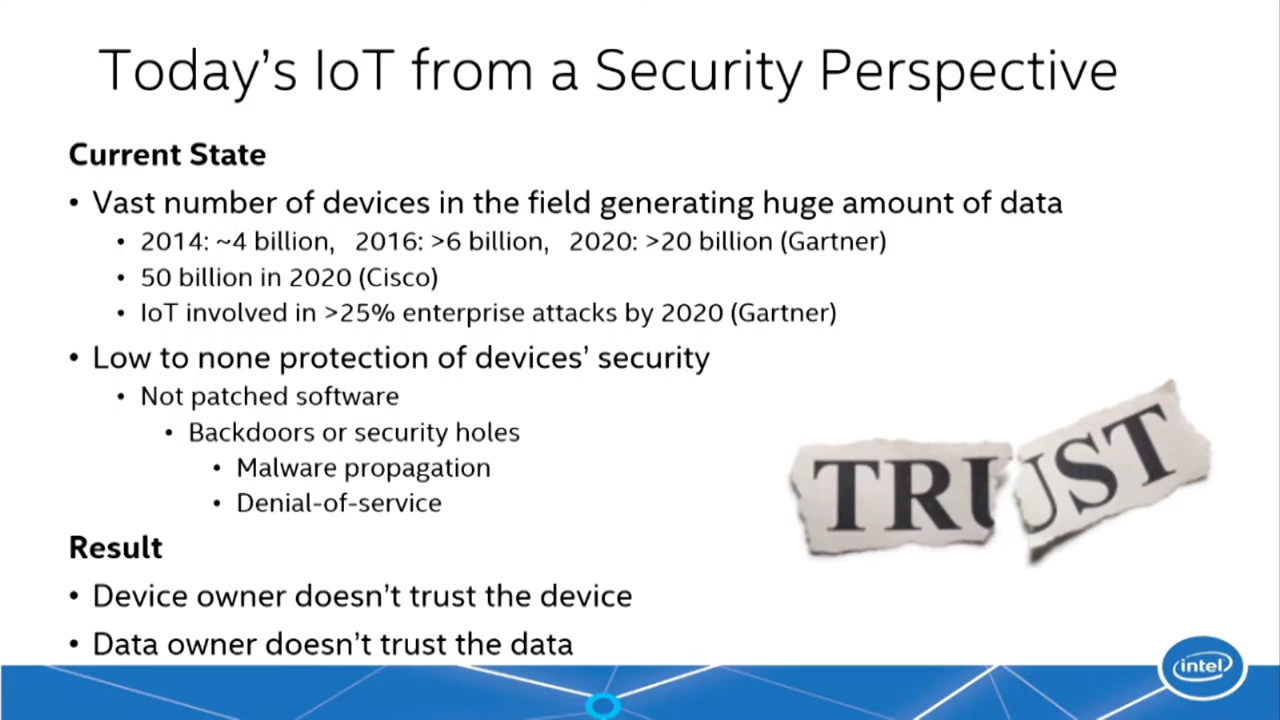 Today's IoT from a Security Perspective
Current State
• Vast number of devices in the field generating huge amount of data
• 2014: ~4 billion, 2016: >6 billion, 2020: >20 billion (Gartner)
• 50 billion in 2020 (Cisco)
• IoT involved in >25% enterprise attacks by 2020 (Gartner)
• Low to none protection of devices' security
• Not patched software
• Backdoors or security holes
• Malware propagation
• Denial-of-service
TRUST
Result
• Device owner doesn't trust the device
• Data owner doesn't trust the data
intel